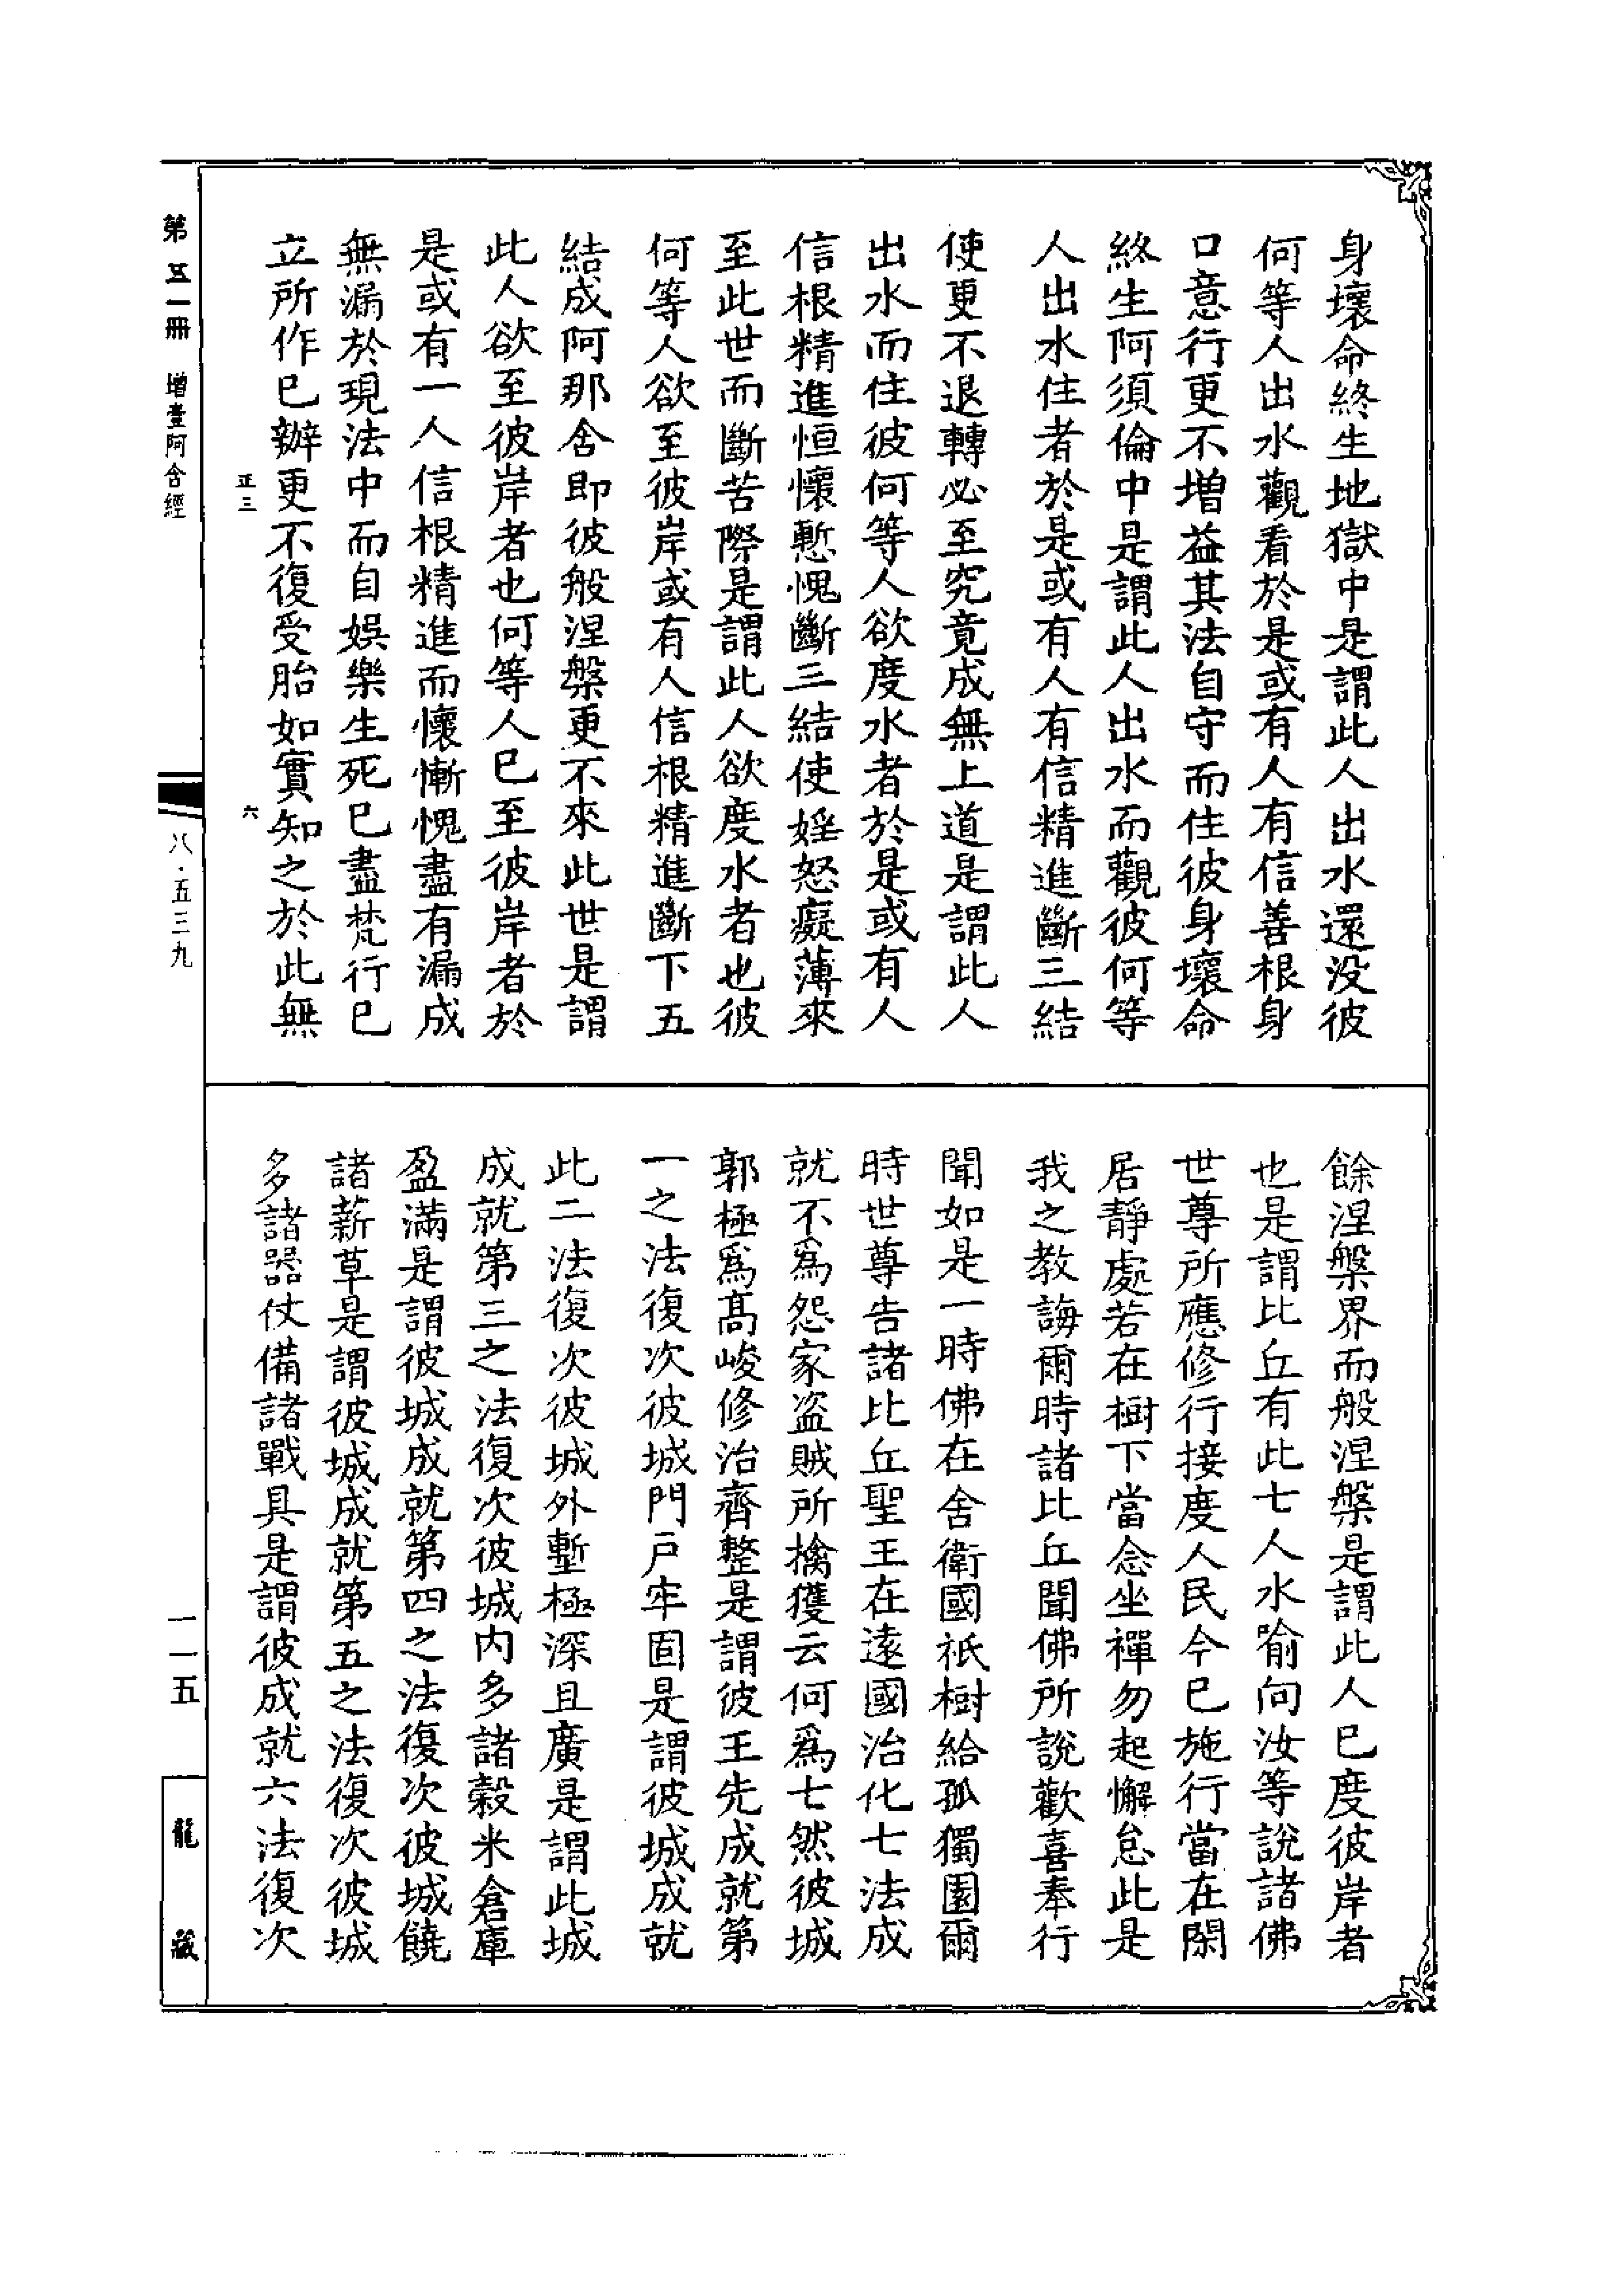 身壞命終生地獄中是謂此人出水還没彼
何等人出水觀看於是或有人有信善根身
口意行更不增益其法自守而住彼身壞命
終生阿須倫中是謂此人出水而觀彼何等
人出水住者於是或有人有信精進斷三結
使更不退轉必至究竟成無上道是謂此人
出水而住彼何等人欲度水者於是或有人
信根精進恒懷慙愧斷三結使婬怒癡薄來
至此世而斷苦際是謂此人欲度水者也彼
何等人欲至彼岸或有人信根精進斷下五
結成阿那含即彼般涅槃更不來此世是謂
此人欲至彼岸者也何等人已至彼岸者於
是或有一人信根精進而懷慚愧盡有漏成
無漏於現法中而自娛樂生死已盡梵行已
立所作已辦更不復受胎如實知之於此無
餘涅槃界而般涅槃是謂此人已度彼岸者
也是謂比丘有此七人水喻向汝等說諸佛
世尊所應修行接度人民今已施行當在閑
居靜處若在樹下當念坐禪勿起懈怠此是
我之教誨爾時諸比丘聞佛所說歡喜奉行
聞如是一時佛在舍衛國祇樹給孤獨園爾
時世尊告諸比丘聖王在遠國治化七法成
就不爲怨家盜賊所擒獲云何爲七然彼城
郭極爲高峻修治齊整是謂彼王先成就第
一之法復次彼城門户牢固是謂彼城成就
此二法復次彼城外塹極深且廣是謂此城
成就第三之法復次彼城内多諸穀米倉庫
盈滿是謂彼城成就第四之法復次彼城饒
諸薪草是謂彼城成就第五之法復次彼城
多諸器仗備諸戰具是謂彼成就六法復次
正三 六
第五一冊 增壹阿含經
八·五三九
一一五
龍藏